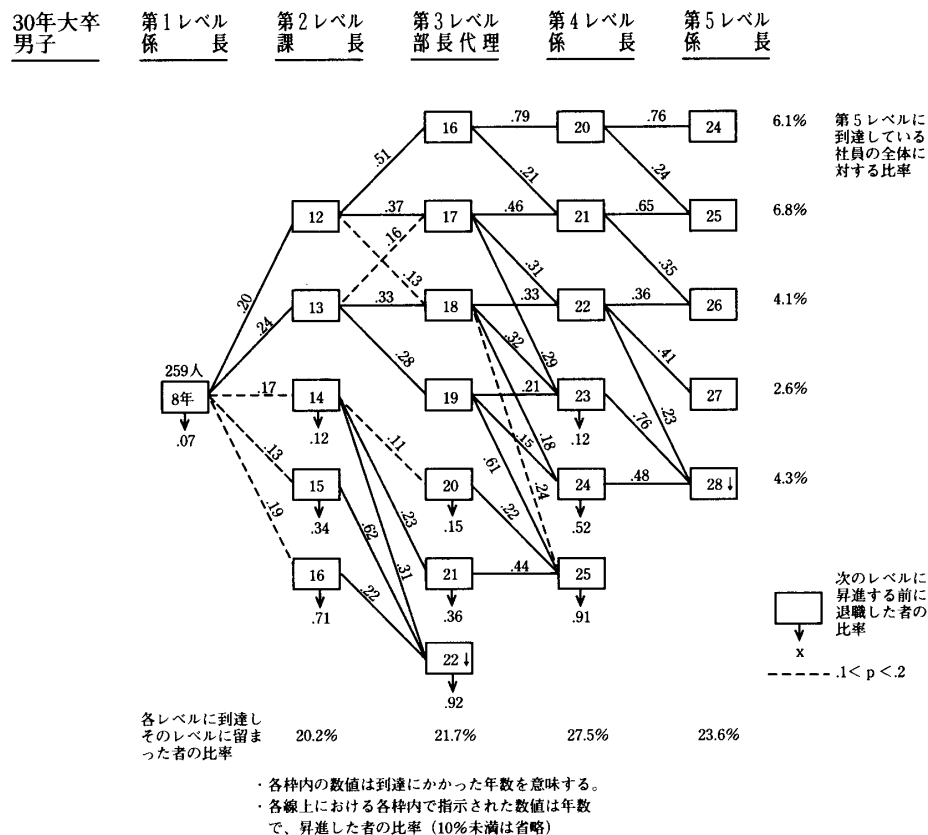 30年大卒
男子
第1レベル
係　　　長
第2レベル
課　　　長
第3レベル
部長代理
第4レベル
係　　　長
第5レベル
係　　　長
16
.79
20
.76
24
6.1%
第5レベルに
到達している
社員の全体に
対する比率
.51
.21
.24
12
.37
17
.46
21
.65
25
6.8%
.16
.13
.31
.35
.20
13
.33
18
.33
22
.36
26
4.1%
.24
.28
.32
.29
.41
259人
8年
.07
.17
14
.12
19
.21
23
.12
27
2.6%
.23
.76
.13
.11
.61
.15
.18
15
.34
20
.15
24
.52
.48
28↓
4.3%
.19
.62
.23
.22
.24
.31
16
.71
.22
21
.36
.44
25
.91
22↓
.92
次のレベルに
昇進する前に
退職した者の
比率
x
.1< p <.2
各レベルに到達し
そのレベルに留ま
った者の比率
20.2%
21.7%
27.5%
23.6%
・各枠内の数値は到達にかかった年数を意味する。
・各線上における各枠内で指示された数値は年数
で、昇進した者の比率（10%未満は省略）